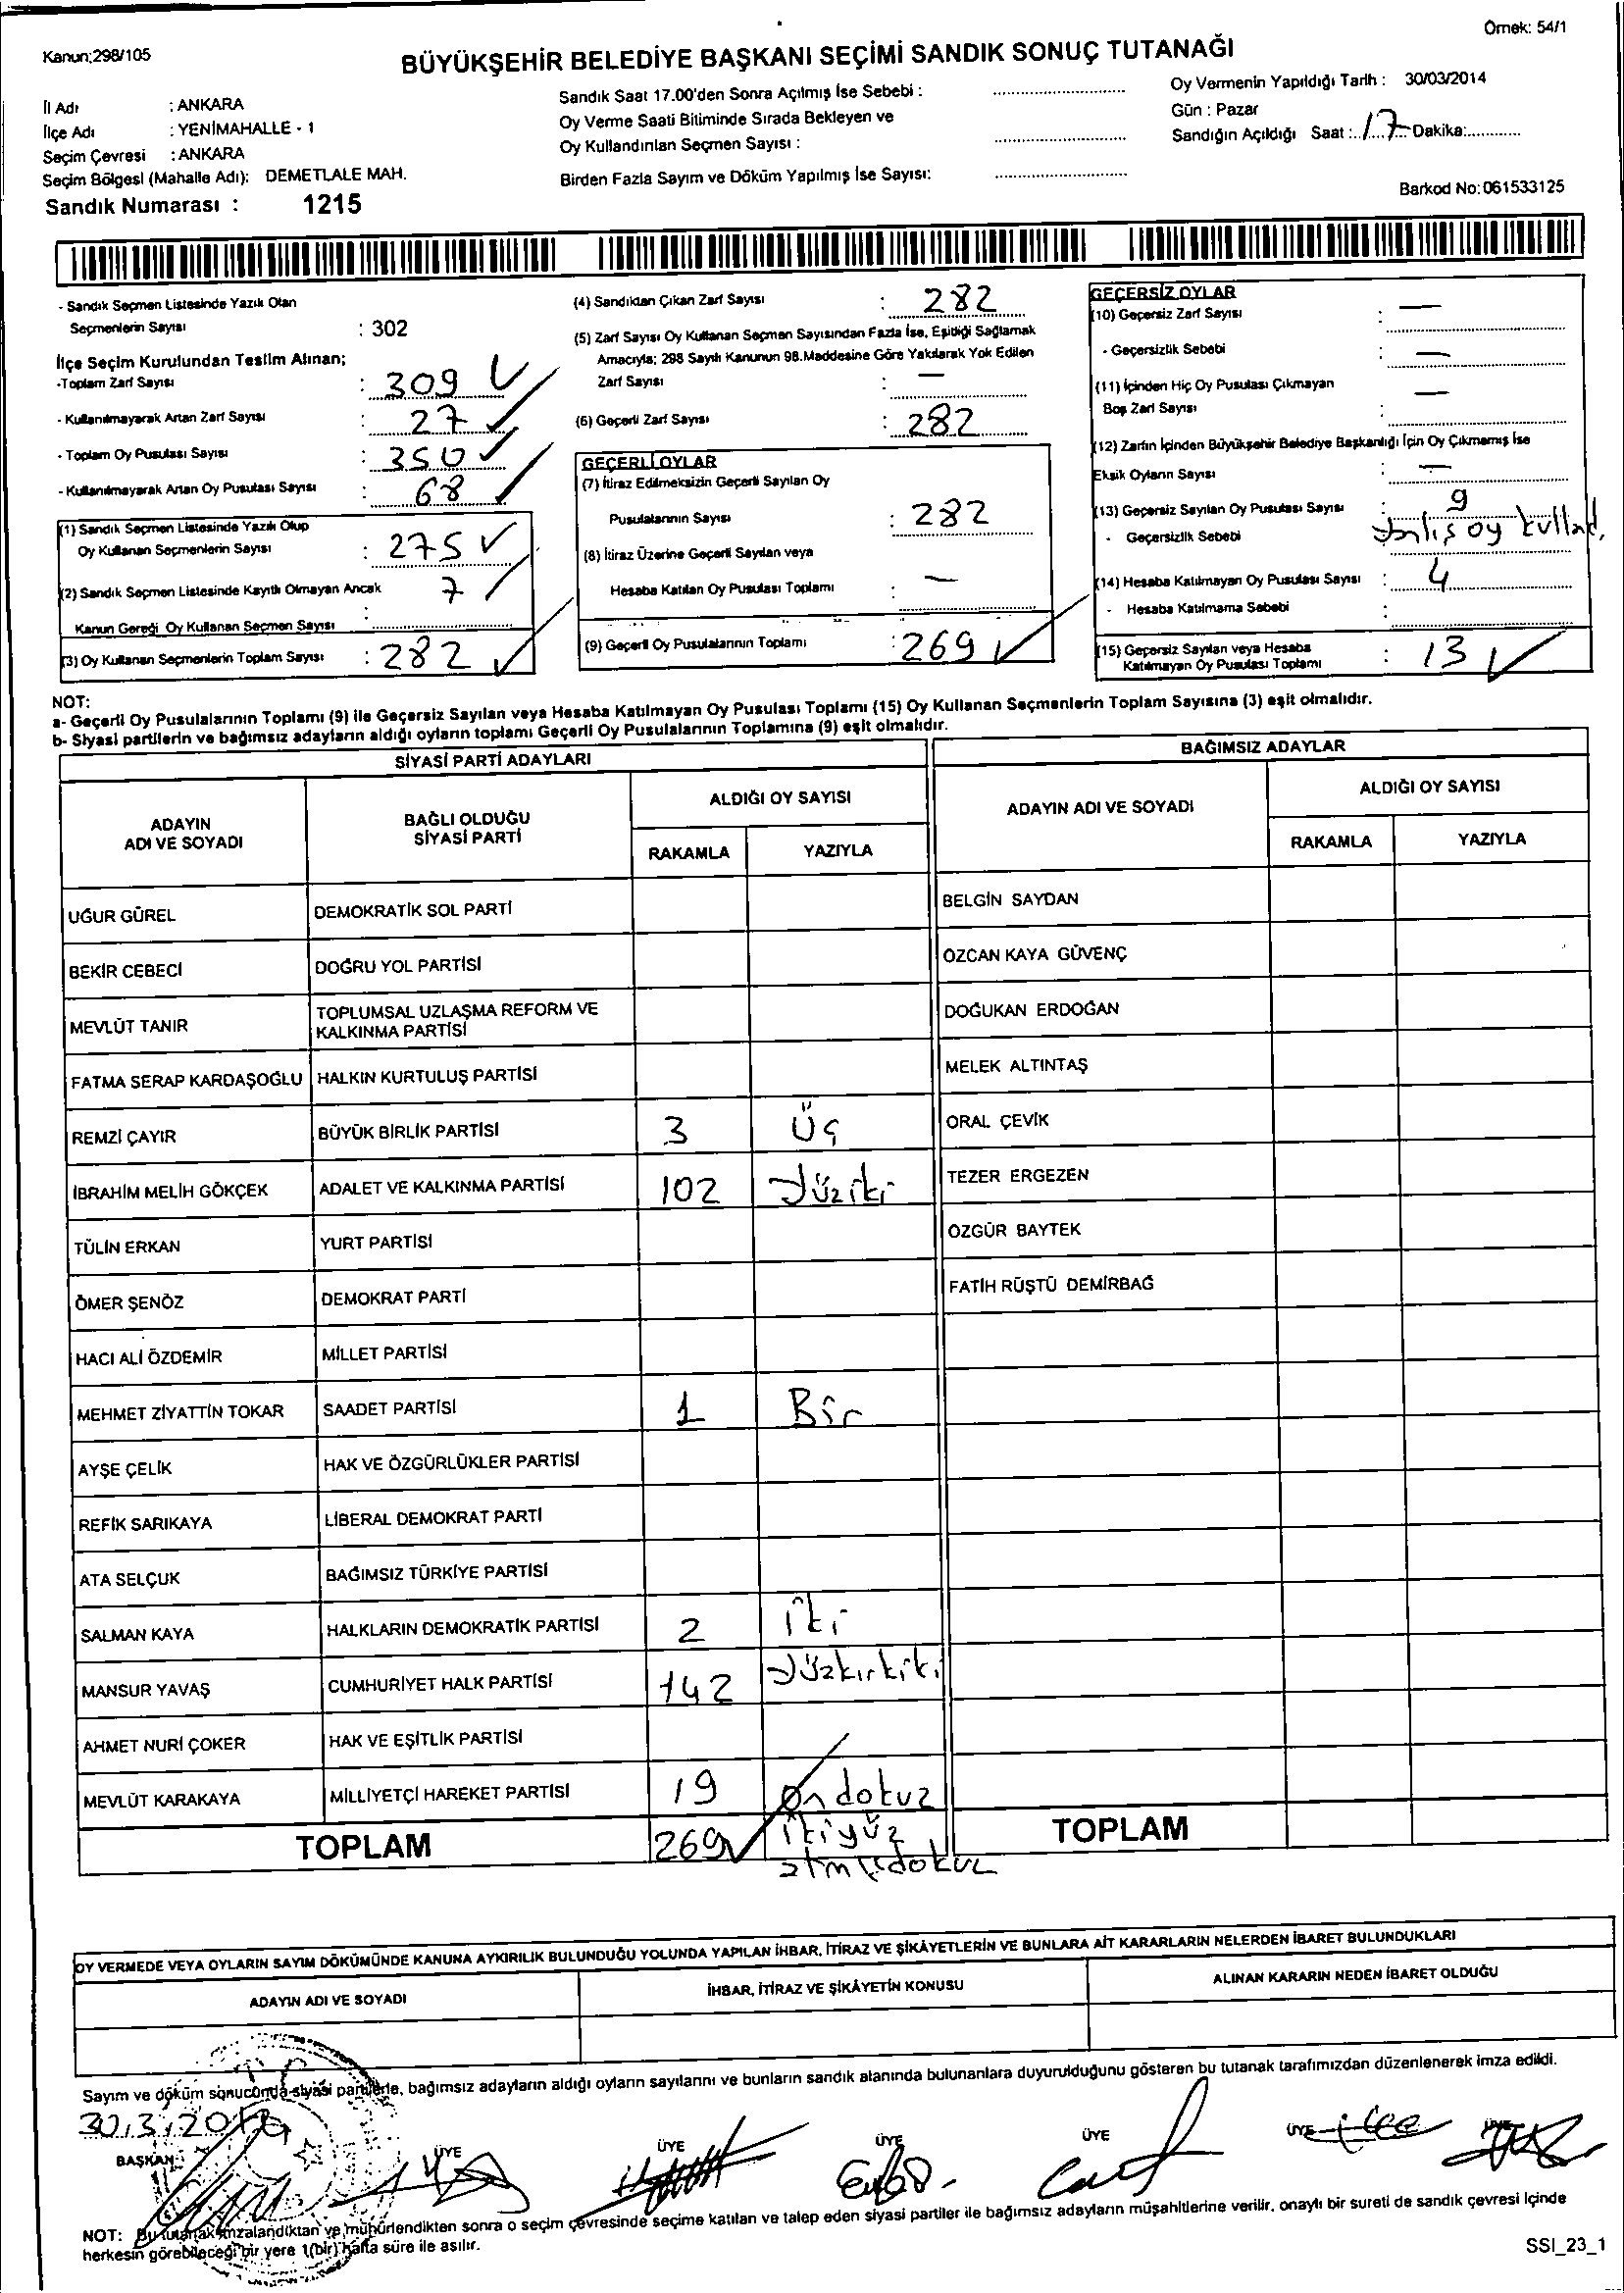 Kanun;298/105
Örnek: 54/1
BÜYÜKŞEHİR BELEDİYE BAŞKANI SEÇİMİ SANDIK SONUÇ TUTANAĞI
İl Adı : ANKARA
İlçe Adı : YENİMAHALLE - 1
Seçim Çevresi : ANKARA
Seçim Bölgesi (Mahalle Adı): DEMETLALE MAH.
Sandık Numarası : 1215
Sandık Saat 17.00'den Sonra Açılmış İse Sebebi :
Oy Verme Saati Bitiminde Sırada Bekleyen ve
Oy Kullandırılan Seçmen Sayısı :
Birden Fazla Sayım ve Döküm Yapılmış İse Sayısı:
Oy Vermenin Yapıldığı Tarih : 30/03/2014
Gün : Pazar
Sandığın Açıldığı Saat : 17 Dakika:
Barkod No:061533125
- Sandık Seçmen Listesinde Yazılı Olan
Seçmenlerin Sayısı : 302
İlçe Seçim Kurulundan Teslim Alınan;
-Toplam Zarf Sayısı : 309
- Kullanılmayarak Artan Zarf Sayısı : 27
- Toplam Oy Pusulası Sayısı : 350
- Kullanılmayarak Artan Oy Pusulası Sayısı : 68
(1) Sandık Seçmen Listesinde Yazılı Olup
Oy Kullanan Seçmenlerin Sayısı : 275
(2) Sandık Seçmen Listesinde Kayıtlı Olmayan Ancak 7
Kanun Gereği Oy Kullanan Seçmen Sayısı :
(3) Oy Kullanan Seçmenlerin Toplam Sayısı : 282
(4) Sandıktan Çıkan Zarf Sayısı : 282
(5) Zarf Sayısı Oy Kullanan Seçmen Sayısından Fazla İse, Eşitliği Sağlamak
Amacıyla; 298 Sayılı Kanunun 98.Maddesine Göre Yakılarak Yok Edilen
Zarf Sayısı : —
(6) Geçerli Zarf Sayısı : 282
GEÇERLİ OYLAR
(7) İtiraz Edilmeksizin Geçerli Sayılan Oy
Pusulalarının Sayısı : 282
(8) İtiraz Üzerine Geçerli Sayılan veya
Hesaba Katılan Oy Pusulası Toplamı : —
(9) Geçerli Oy Pusulalarının Toplamı : 269
GEÇERSİZ OYLAR
(10) Geçersiz Zarf Sayısı : —
- Geçersizlik Sebebi : —
(11) İçinden Hiç Oy Pusulası Çıkmayan —
Boş Zarf Sayısı :
(12) Zarfın İçinden Büyükşehir Belediye Başkanlığı İçin Oy Çıkmamış İse
Eksik Oyların Sayısı : —
(13) Geçersiz Sayılan Oy Pusulası Sayısı : 9
- Geçersizlik Sebebi Yanlış oy
(14) Hesaba Katılmayan Oy Pusulası Sayısı : 4
- Hesaba Katılmama Sebebi :
(15) Geçersiz Sayılan veya Hesaba
Katılmayan Oy Pusulası Toplamı : 13
NOT:
a- Geçerli Oy Pusulalarının Toplamı (9) ile Geçersiz Sayılan veya Hesaba Katılmayan Oy Pusulası Toplamı (15) Oy Kullanan Seçmenlerin Toplam Sayısına (3) eşit olmalıdır.
b- Siyasi partilerin ve bağımsız adayların aldığı oyların toplamı Geçerli Oy Pusulalarının Toplamına (9) eşit olmalıdır.
SİYASİ PARTİ ADAYLARI BAĞIMSIZ ADAYLAR
ADAYIN
ADI VE SOYADI
BAĞLI OLDUĞU
SİYASİ PARTİ
ALDIĞI OY SAYISI
RAKAMLA YAZIYLA
ADAYIN ADI VE SOYADI
ALDIĞI OY SAYISI
RAKAMLA YAZIYLA
UĞUR GÜREL DEMOKRATİK SOL PARTİ BELGİN SAYDAN
BEKİR CEBECİ DOĞRU YOL PARTİSİ ÖZCAN KAYA GÜVENÇ
MEVLÜT TANIR TOPLUMSAL UZLAŞMA REFORM VE
KALKINMA PARTİSİ
DOĞUKAN ERDOĞAN
FATMA SERAP KARDAŞOĞLU HALKIN KURTULUŞ PARTİSİ MELEK ALTINTAŞ
REMZİ ÇAYIR BÜYÜK BİRLİK PARTİSİ 3 Üç ORAL ÇEVİK
İBRAHİM MELİH GÖKÇEK ADALET VE KALKINMA PARTİSİ 102 Yüziki TEZER ERGEZEN
TÜLİN ERKAN YURT PARTİSİ ÖZGÜR BAYTEK
ÖMER ŞENÖZ DEMOKRAT PARTİ FATİH RÜŞTÜ DEMİRBAĞ
HACI ALİ ÖZDEMİR MİLLET PARTİSİ
MEHMET ZİYATTİN TOKAR SAADET PARTİSİ 1 Bir
AYŞE ÇELİK HAK VE ÖZGÜRLÜKLER PARTİSİ
REFİK SARIKAYA LİBERAL DEMOKRAT PARTİ
ATA SELÇUK BAĞIMSIZ TÜRKİYE PARTİSİ
SALMAN KAYA HALKLARIN DEMOKRATİK PARTİSİ 2 iki
MANSUR YAVAŞ CUMHURİYET HALK PARTİSİ 142 Yüzkırkiki
AHMET NURİ ÇOKER HAK VE EŞİTLİK PARTİSİ
MEVLÜT KARAKAYA MİLLİYETÇİ HAREKET PARTİSİ 19 Ondokuz
TOPLAM 269 ikiyüz
atmışdokuz
TOPLAM
OY VERMEDE VEYA OYLARIN SAYIM DÖKÜMÜNDE KANUNA AYKIRILIK BULUNDUĞU YOLUNDA YAPILAN İHBAR, İTİRAZ VE ŞİKÂYETLERİN VE BUNLARA AİT KARARLARIN NELERDEN İBARET BULUNDUKLARI
ADAYIN ADI VE SOYADI İHBAR, İTİRAZ VE ŞİKÂYETİN KONUSU ALINAN KARARIN NEDEN İBARET OLDUĞU
Sayım ve döküm sonucunda siyasi partilerle, bağımsız adayların aldığı oyların sayılarını ve bunların sandık alanında bulunanlara duyurulduğunu gösteren bu tutanak tarafımızdan düzenlenerek imza edildi.
30.3.2014
BAŞKAN ÜYE ÜYE ÜYE ÜYE ÜYE ÜYE
NOT: Bu tutanak imzalandıktan ve mühürlendikten sonra o seçim çevresinde seçime katılan ve talep eden siyasi partiler ile bağımsız adayların müşahitlerine verilir, onaylı bir sureti de sandık çevresi içinde
herkesin görebileceği bir yere 1(bir) hafta süre ile asılır.
SSI_23_1